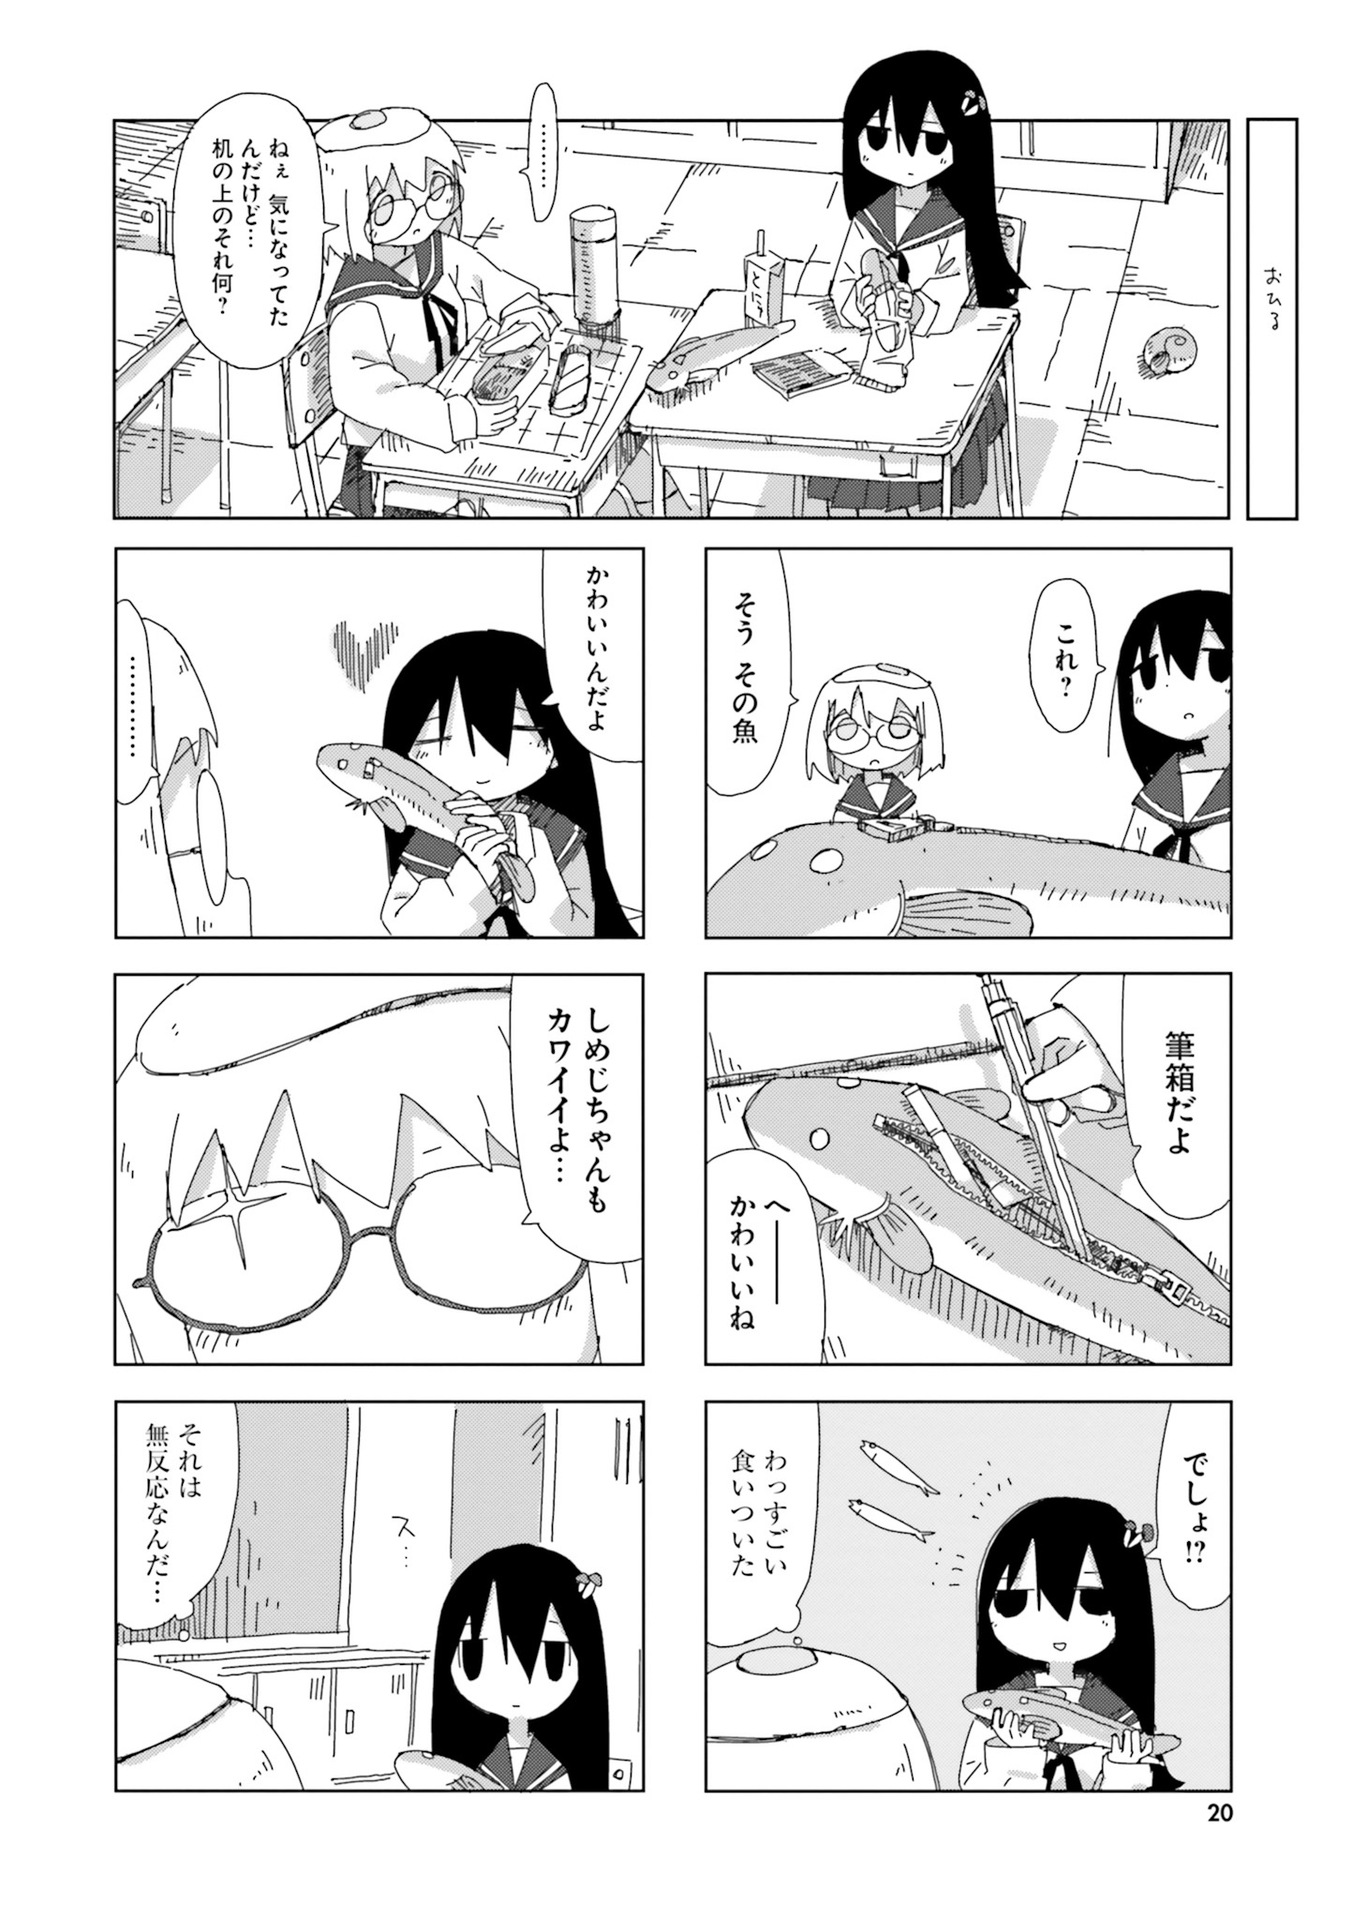 おひる
………
ねぇ 気になってた
んだけど…
机の上のそれ何?
これ?
そう その魚
筆箱だよ
へ――
かわいいね
でしょ!?
わっすごい
食いついた
かわいいんだよ
………
しめじちゃんも
カワイイよ…
ス…
それは
無反応なんだ…
20